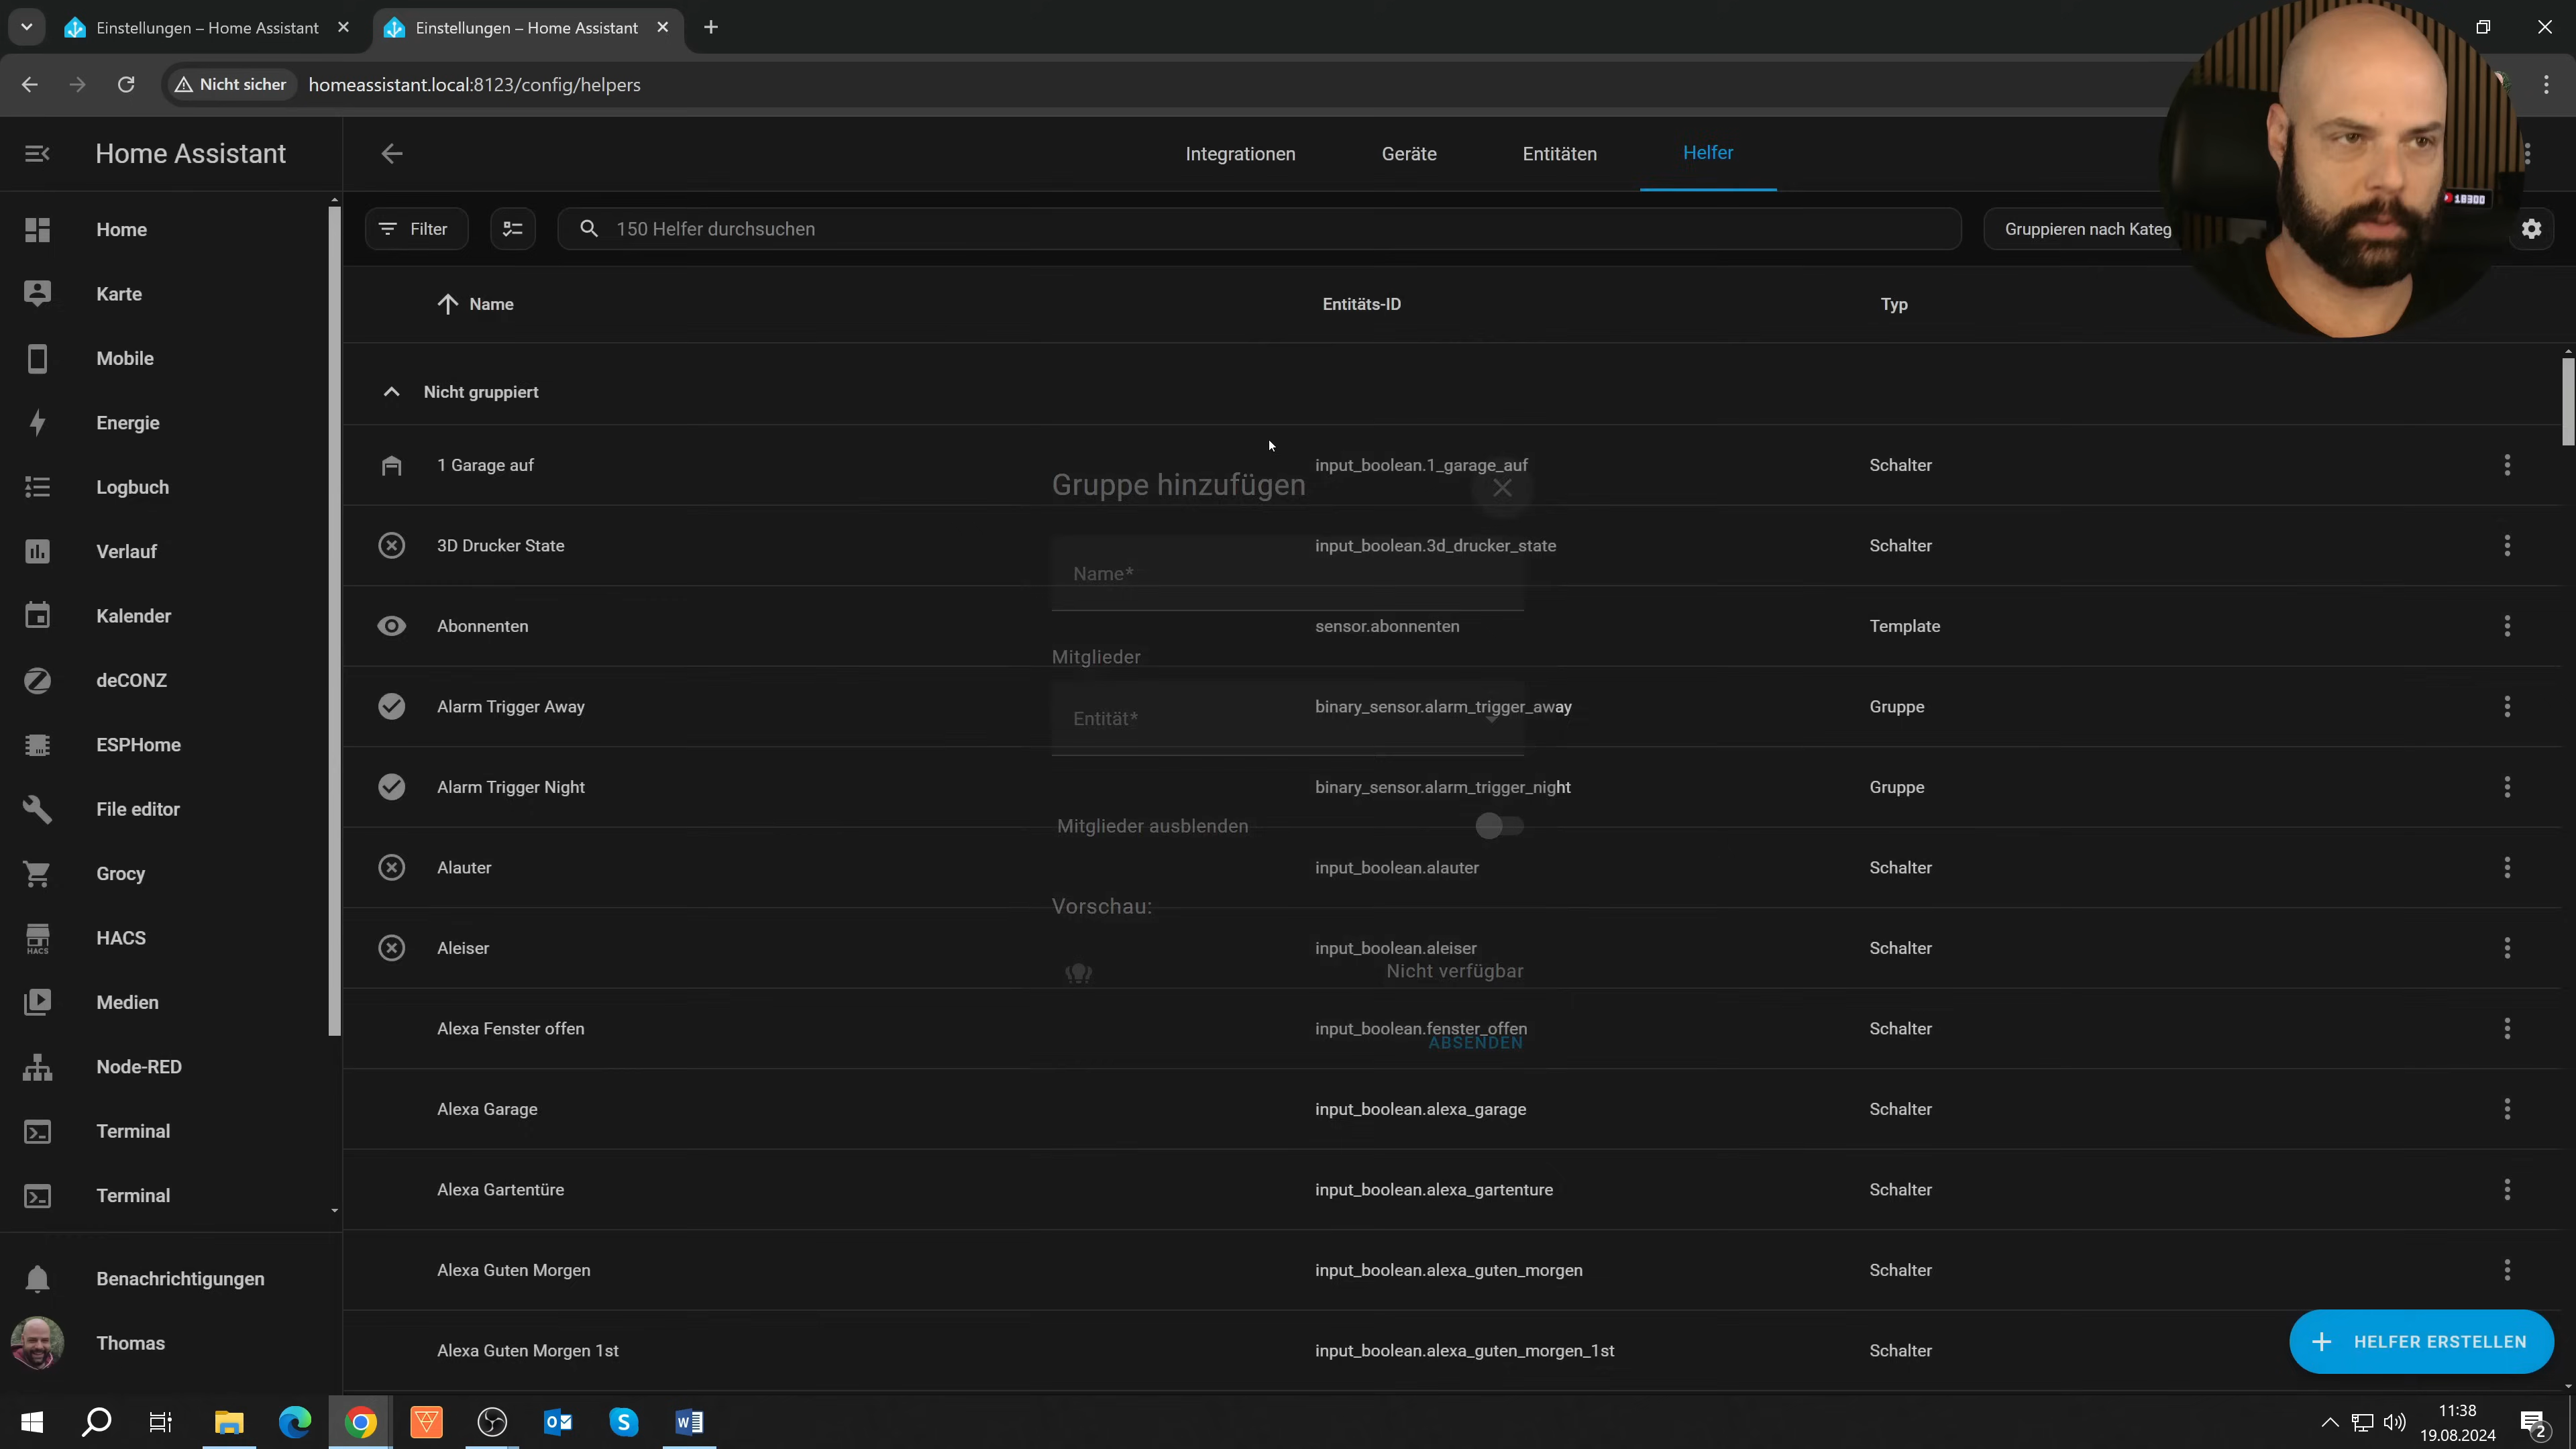 Einstellungen – Home Assistant
Einstellungen – Home Assistant
Nicht sicher
homeassistant.local:8123/config/helpers
Home Assistant
Integrationen
Geräte
Entitäten
Helfer
Filter
150 Helfer durchsuchen
Gruppieren nach Kateg
Name
Entitäts-ID
Typ
Nicht gruppiert
1 Garage auf
input_boolean.1_garage_auf
Schalter
3D Drucker State
input_boolean.3d_drucker_state
Schalter
Abonnenten
sensor.abonnenten
Template
Alarm Trigger Away
binary_sensor.alarm_trigger_away
Gruppe
Alarm Trigger Night
binary_sensor.alarm_trigger_night
Gruppe
Alauter
input_boolean.alauter
Schalter
Aleiser
input_boolean.aleiser
Schalter
Alexa Fenster offen
input_boolean.fenster_offen
Schalter
Alexa Garage
input_boolean.alexa_garage
Schalter
Alexa Gartentüre
input_boolean.alexa_gartenture
Schalter
Alexa Guten Morgen
input_boolean.alexa_guten_morgen
Schalter
Alexa Guten Morgen 1st
input_boolean.alexa_guten_morgen_1st
Schalter
Gruppe hinzufügen
Name*
Mitglieder
Entität*
Mitglieder ausblenden
Vorschau:
Nicht verfügbar
ABSENDEN
HELFER ERSTELLEN
Home
Karte
Mobile
Energie
Logbuch
Verlauf
Kalender
deCONZ
ESPHome
File editor
Grocy
HACS
HACS
Medien
Node-RED
Terminal
Terminal
Benachrichtigungen
Thomas
18300
11:38
19.08.2024
2